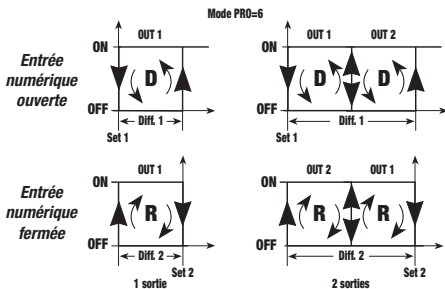 Mode PRO=6
OUT 1
OUT 1
OUT 2
ON
ON
Entrée
numérique
ouverte
D
D
D
OFF
OFF
Diff. 1
Diff. 1
Set 1
Set 1
OUT 1
OUT 2
OUT 1
ON
ON
Entrée
numérique
fermée
R
R
R
OFF
OFF
Diff. 2
Diff. 2
Set 2
Set 2
1 sortie
2 sorties